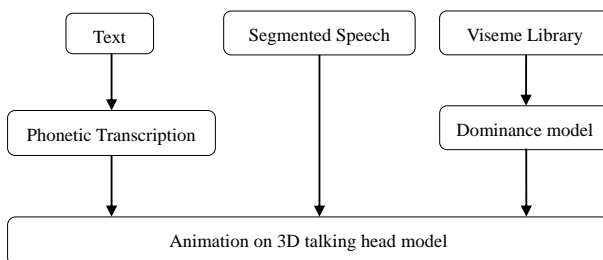 Text
Segmented Speech
Viseme Library
Phonetic Transcription
Dominance model
Animation on 3D talking head model